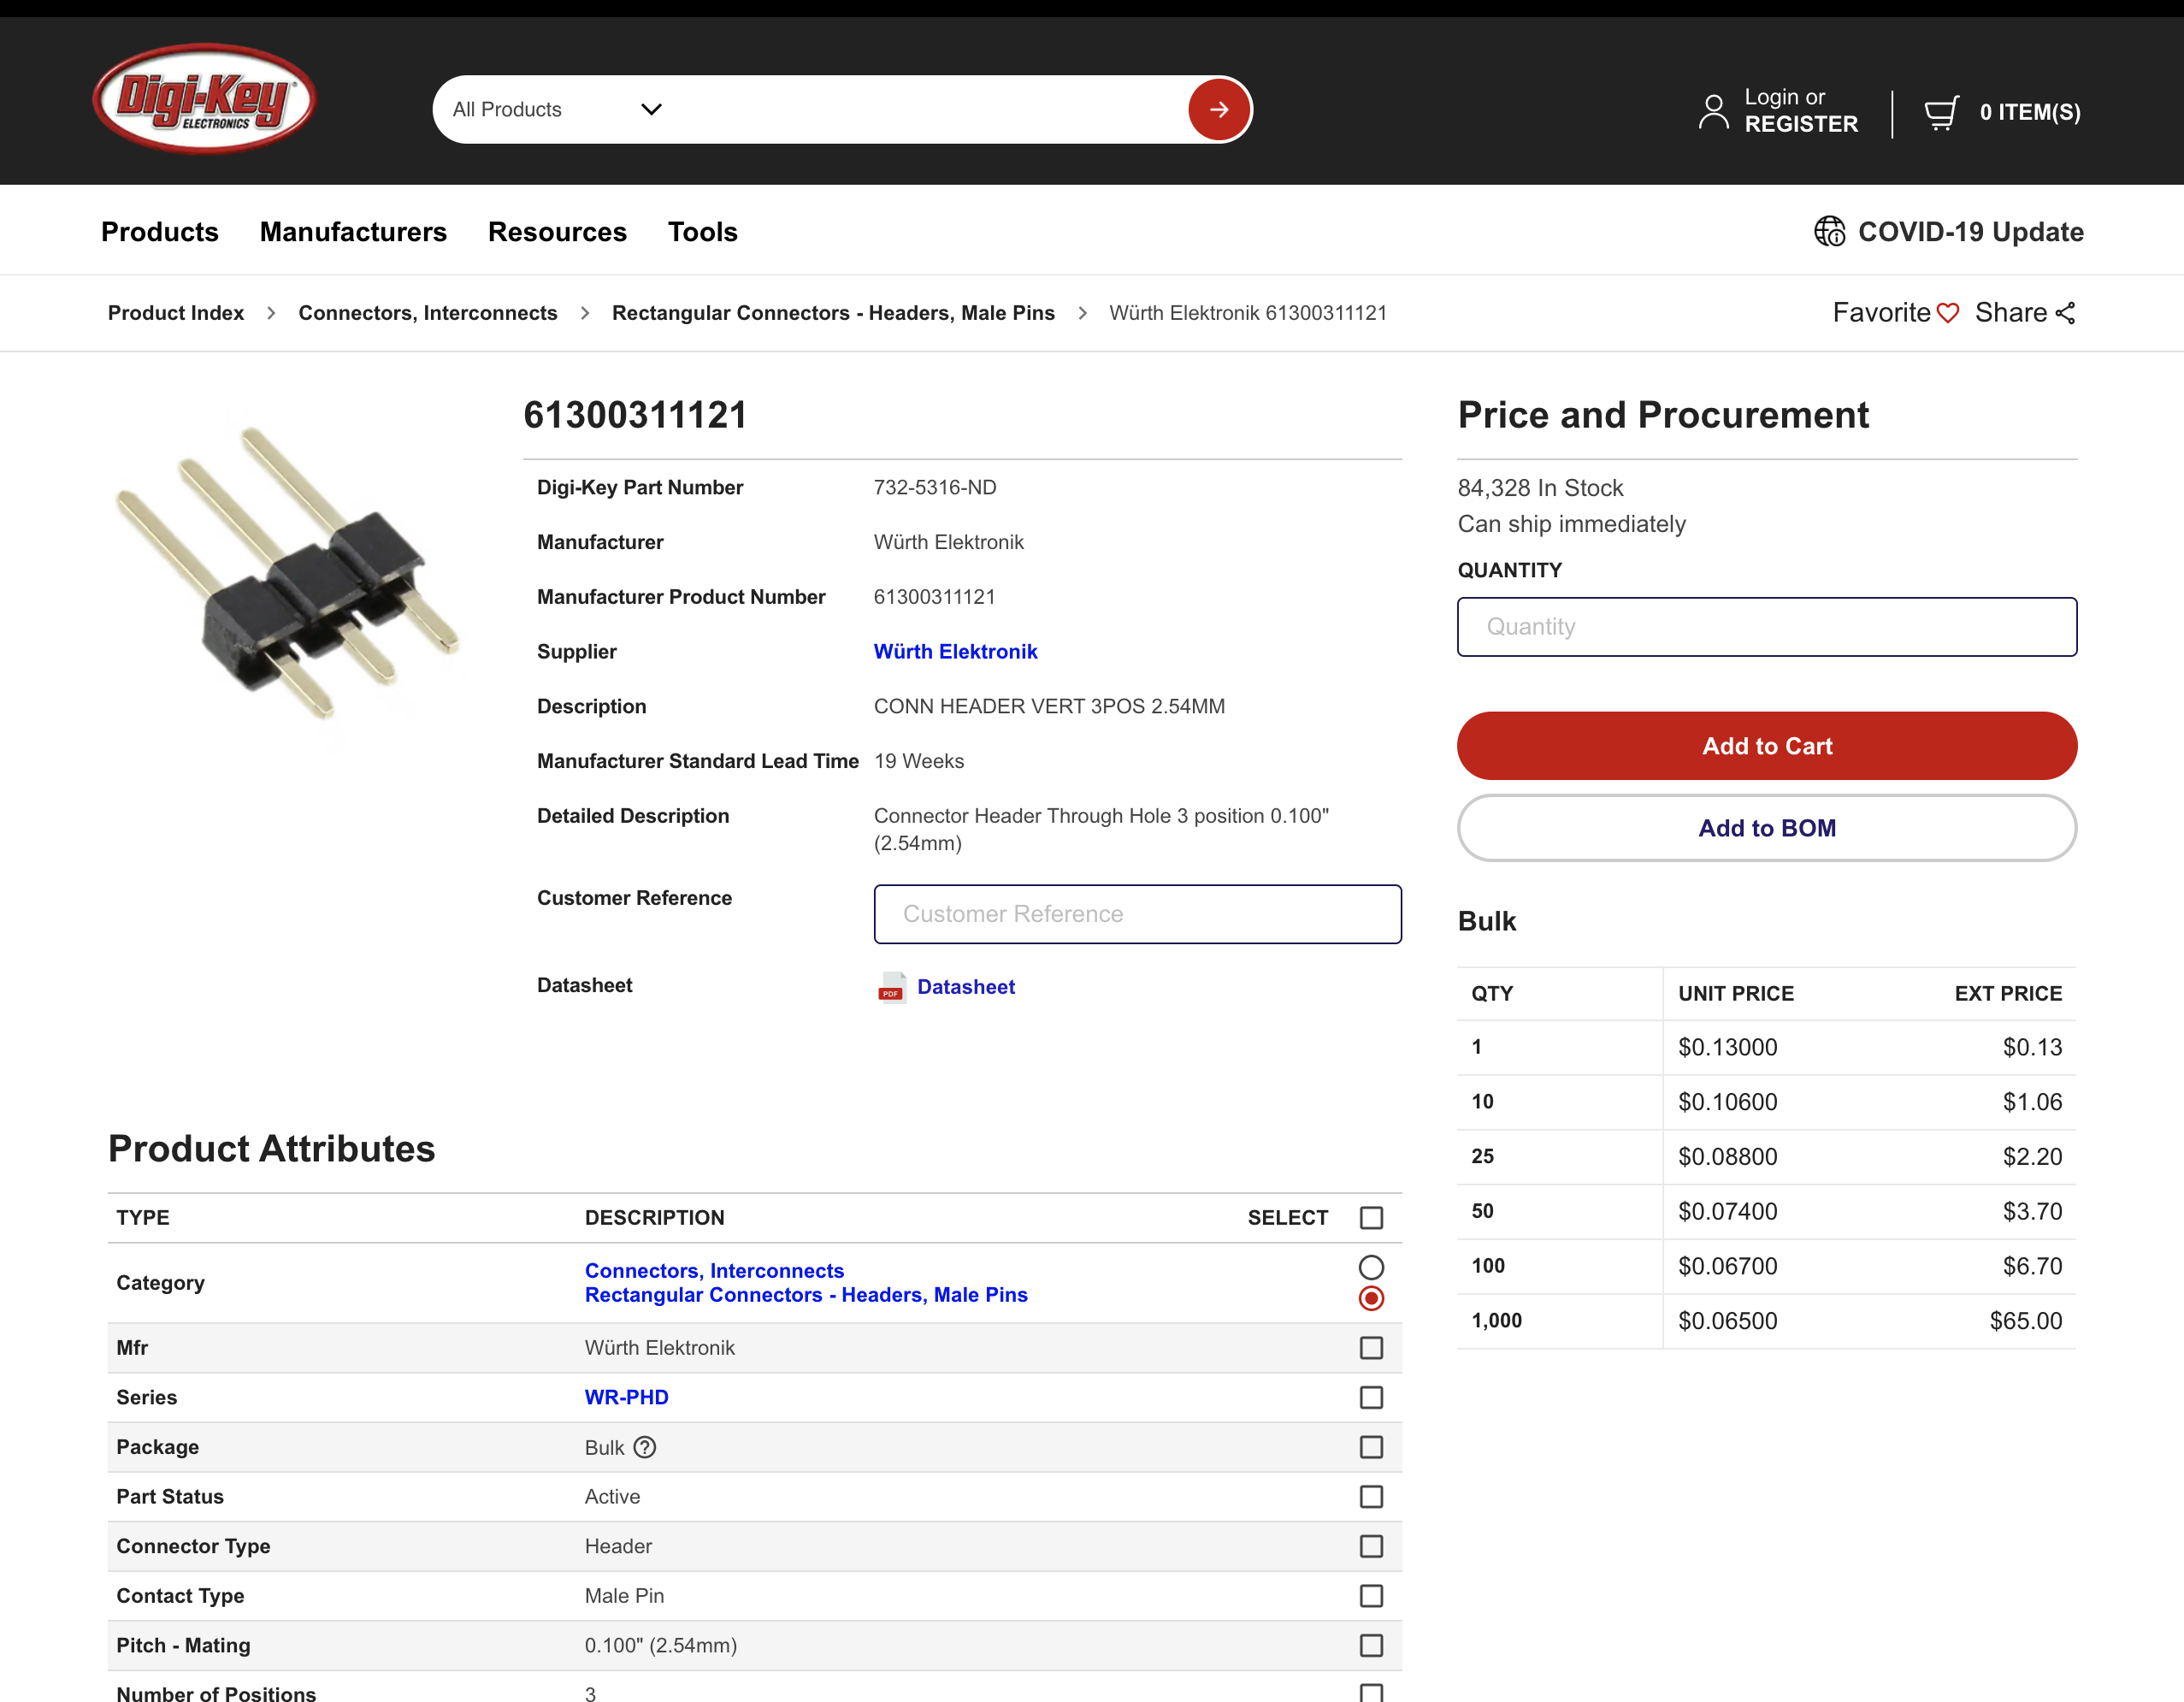 Digi-Key®
ELECTRONICS
All Products
Login or
REGISTER
0 ITEM(S)
Products Manufacturers Resources Tools
COVID-19 Update
Product Index > Connectors, Interconnects > Rectangular Connectors - Headers, Male Pins > Würth Elektronik 61300311121
Favorite Share
61300311121
Digi-Key Part Number 732-5316-ND
Manufacturer Würth Elektronik
Manufacturer Product Number 61300311121
Supplier Würth Elektronik
Description CONN HEADER VERT 3POS 2.54MM
Manufacturer Standard Lead Time 19 Weeks
Detailed Description Connector Header Through Hole 3 position 0.100"
(2.54mm)
Customer Reference Customer Reference
Datasheet PDF Datasheet
Price and Procurement
84,328 In Stock
Can ship immediately
QUANTITY
Quantity
Add to Cart
Add to BOM
Bulk
QTY UNIT PRICE EXT PRICE
1 $0.13000 $0.13
10 $0.10600 $1.06
25 $0.08800 $2.20
50 $0.07400 $3.70
100 $0.06700 $6.70
1,000 $0.06500 $65.00
Product Attributes
TYPE DESCRIPTION SELECT
Category Connectors, Interconnects
Rectangular Connectors - Headers, Male Pins
Mfr Würth Elektronik
Series WR-PHD
Package Bulk ?
Part Status Active
Connector Type Header
Contact Type Male Pin
Pitch - Mating 0.100" (2.54mm)
Number of Positions 3